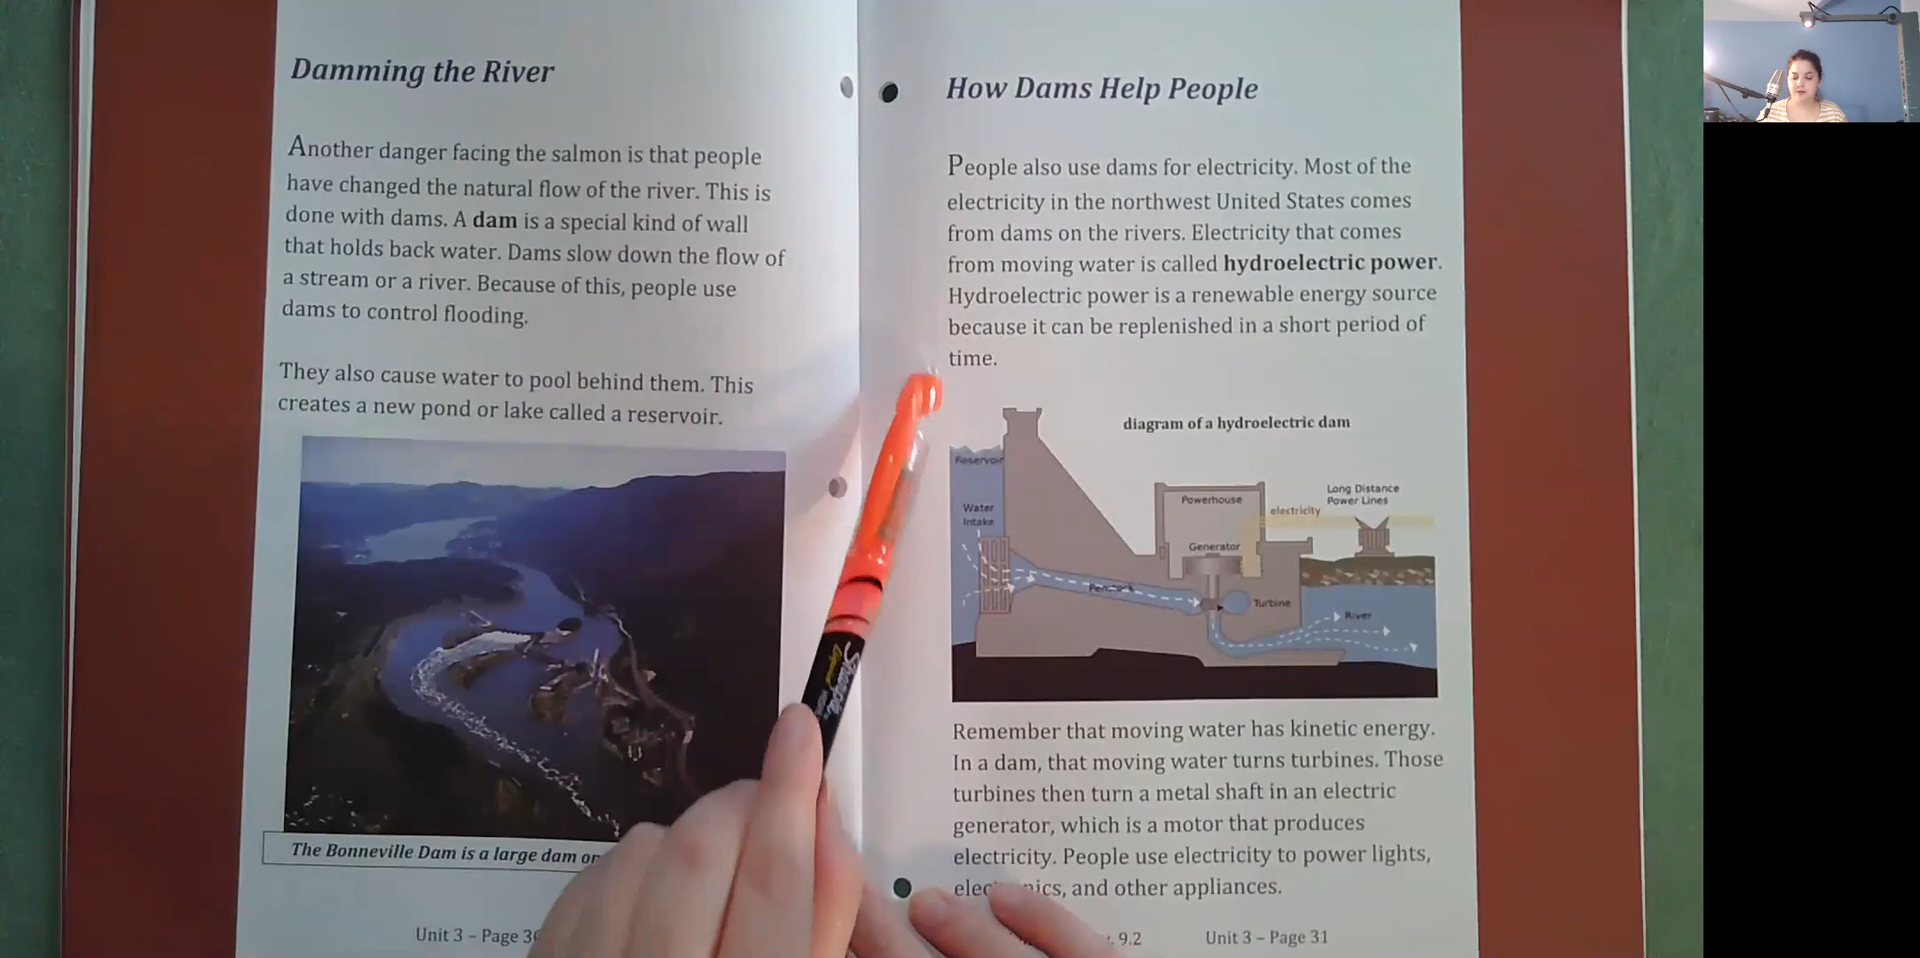 Damming the River
Another danger facing the salmon is that people
have changed the natural flow of the river. This is
done with dams. A dam is a special kind of wall
that holds back water. Dams slow down the flow of
a stream or a river. Because of this, people use
dams to control flooding.
They also cause water to pool behind them. This
creates a new pond or lake called a reservoir.
The Bonneville Dam is a large dam
Unit 3 – Page
How Dams Help People
People also use dams for electricity. Most of the
electricity in the northwest United States comes
from dams on the rivers. Electricity that comes
from moving water is called hydroelectric power.
Hydroelectric power is a renewable energy source
because it can be replenished in a short period of
time.
diagram of a hydroelectric dam
Reservoir
Water
Intake
Penstock
Powerhouse
Generator
Turbine
electricity
Long Distance
Power Lines
River
Remember that moving water has kinetic energy.
In a dam, that moving water turns turbines. Those
turbines then turn a metal shaft in an electric
generator, which is a motor that produces
electricity. People use electricity to power lights,
and other appliances.
9.2
Unit 3 – Page 31
Sharpie